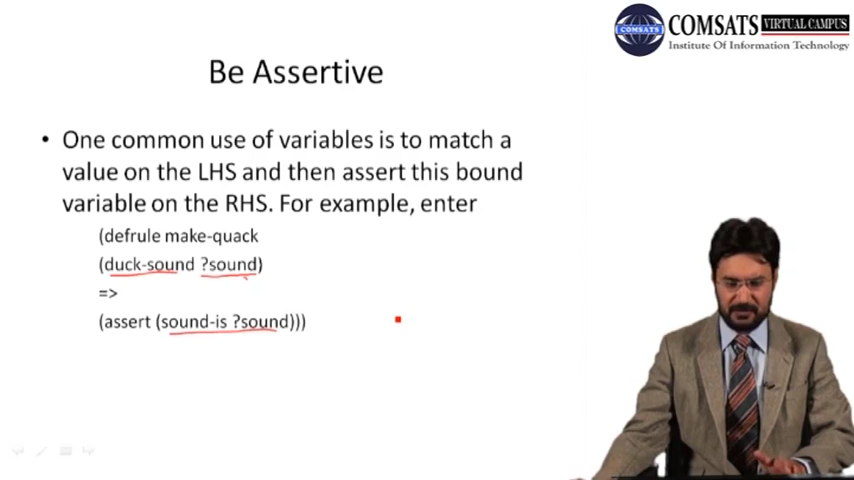 COMSATS VIRTUAL CAMPUS
COMSATS
Institute Of Information Technology
Be Assertive
• One common use of variables is to match a
value on the LHS and then assert this bound
variable on the RHS. For example, enter
(defrule make-quack
(duck-sound ?sound)
=>
(assert (sound-is ?sound)))